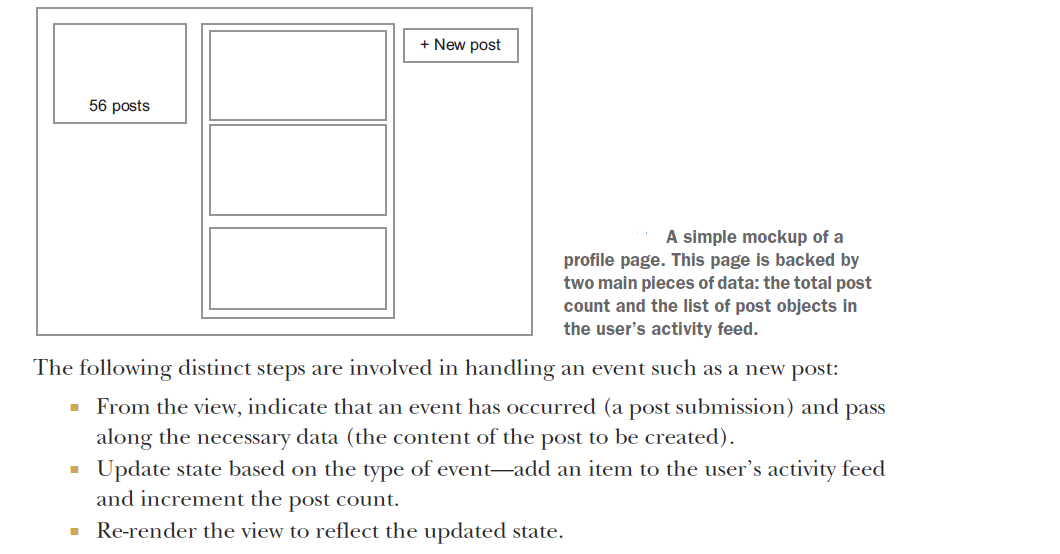 + New post
56 posts
A simple mockup of a
profile page. This page is backed by
two main pieces of data: the total post
count and the list of post objects in
the user's activity feed.
The following distinct steps are involved in handling an event such as a new post:
■ From the view, indicate that an event has occurred (a post submission) and pass
along the necessary data (the content of the post to be created).
■ Update state based on the type of event—add an item to the user's activity feed
and increment the post count.
■ Re-render the view to reflect the updated state.